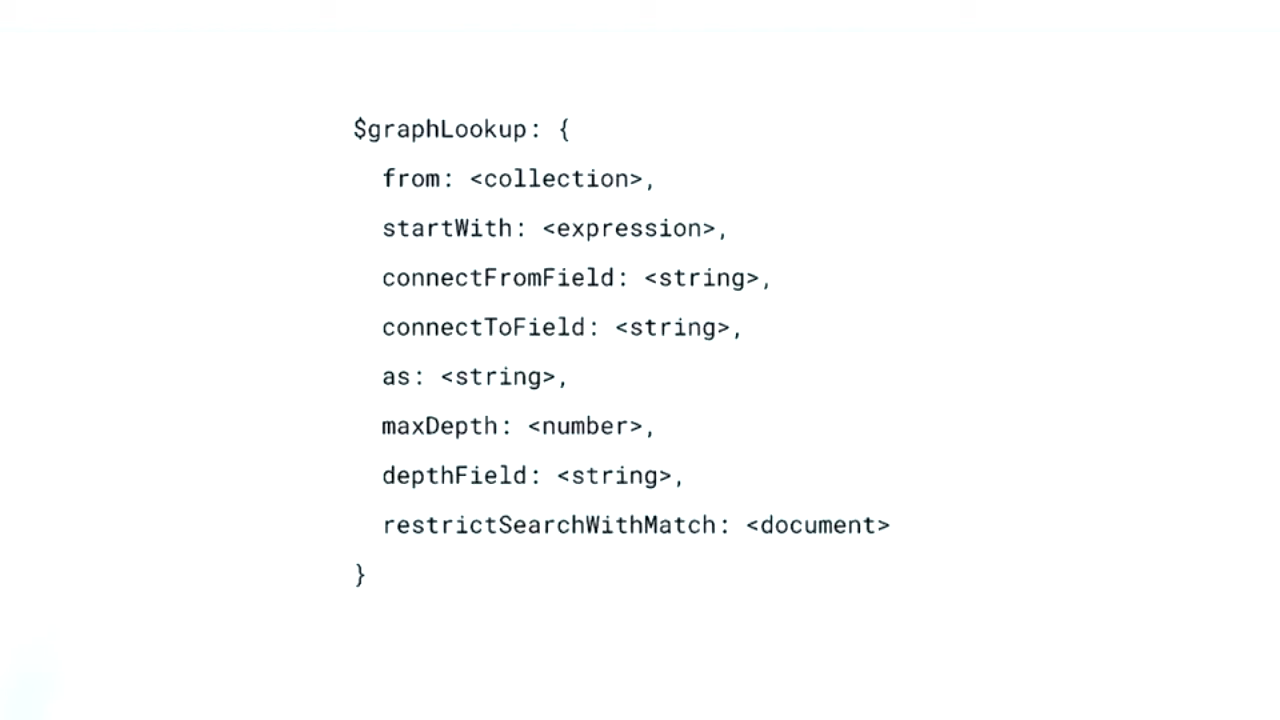 $graphLookup: {
from: <collection>,
startWith: <expression>,
connectFromField: <string>,
connectToField: <string>,
as: <string>,
maxDepth: <number>,
depthField: <string>,
restrictSearchWithMatch: <document>
}